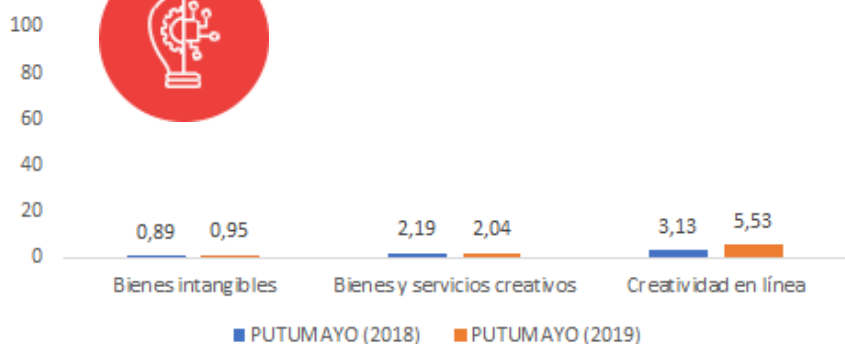 100
80
60
40
20
0
0,89 0,95 2,19 2,04 3,13 5,53
Bienes intangibles Bienes y servicios creativos Creatividad en línea
PUTUMAYO (2018) PUTUMAYO (2019)